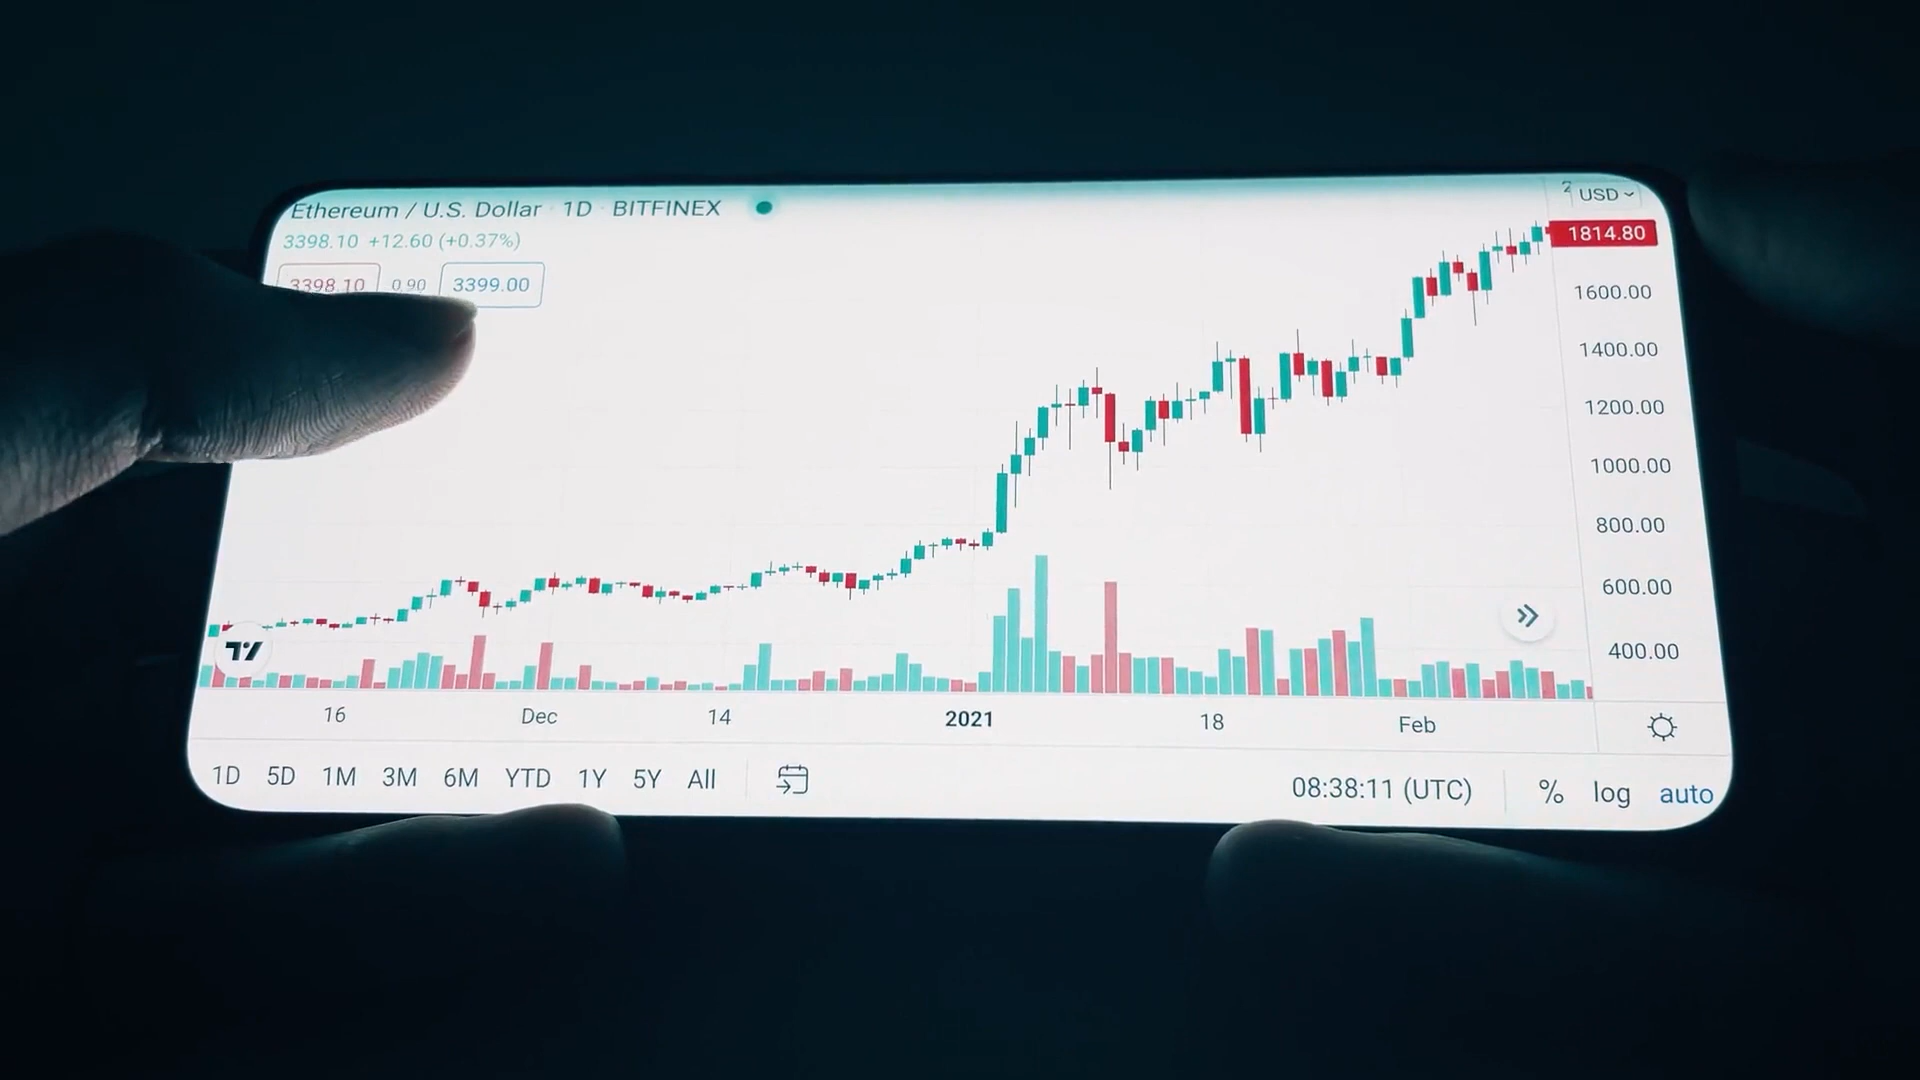 Ethereum / U.S. Dollar · 1D · BITFINEX
USD
3398.10 +12.60 (+0.37%)
1814.80
3398.10 0.90 3399.00
1600.00
1400.00
1200.00
1000.00
800.00
600.00
400.00
16 Dec 14 2021 18 Feb
1D 5D 1M 3M 6M YTD 1Y 5Y All
08:38:11 (UTC) % log auto